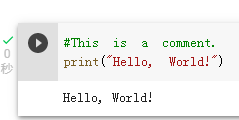 #This is a comment.
0
print("Hello, World!")
秒
Hello, World!